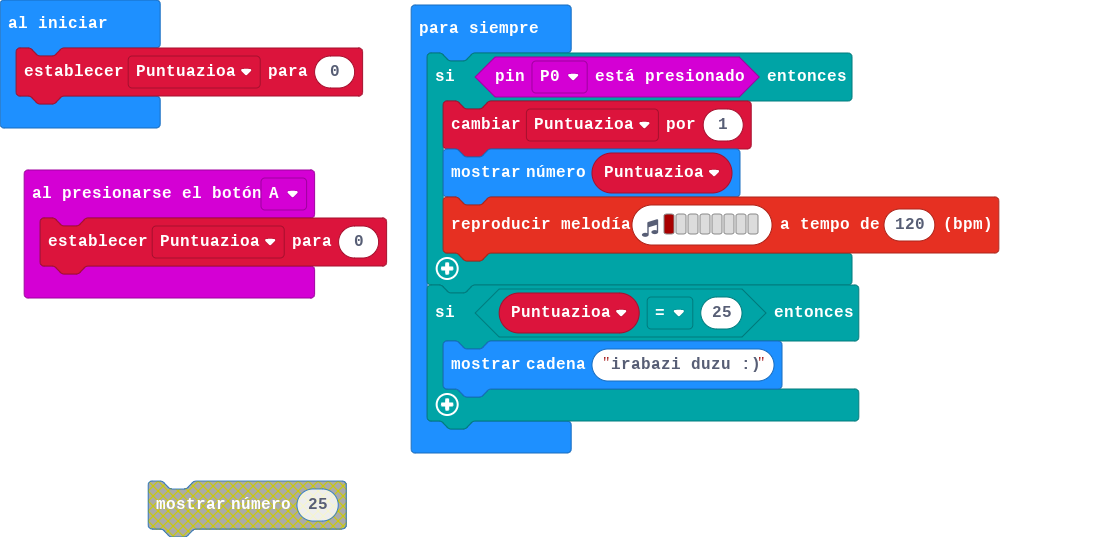 al iniciar
establecer Puntuazioa para 0
al presionarse el botón A
establecer Puntuazioa para 0
para siempre
si pin P0 está presionado entonces
cambiar Puntuazioa por 1
mostrar número Puntuazioa
reproducir melodía a tempo de 120 (bpm)
si Puntuazioa = 25 entonces
mostrar cadena "irabazi duzu :)"
mostrar número 25